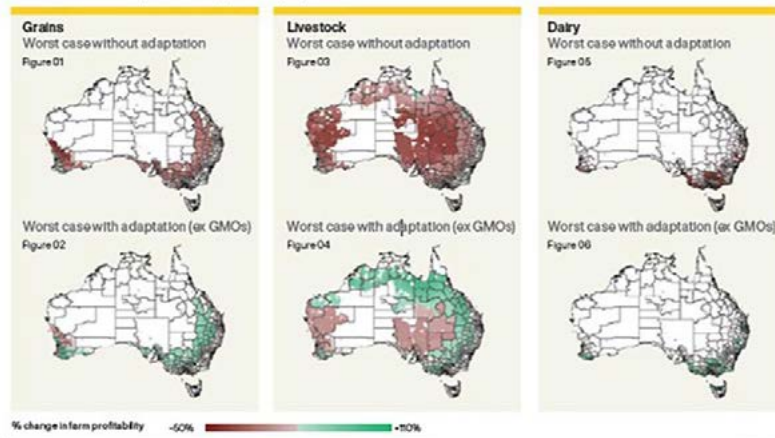 Grains
Worst case without adaptation
Figure 01
Livestock
Worst case without adaptation
Figure 03
Dairy
Worst case without adaptation
Figure 05
Worst case with adaptation (ex GMOs)
Figure 02
Worst case with adaptation (ex GMOs)
Figure 04
Worst case with adaptation (ex GMOs)
Figure 06
% change in farm profitability
-50%
-110%